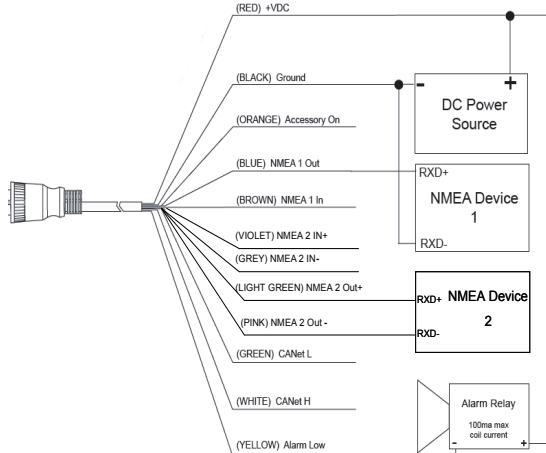 (RED) +VDC
(BLACK) Ground
- +
DC Power
Source
(ORANGE) Accessory On
(BLUE) NMEA 1 Out
RXD+
(BROWN) NMEA 1 In
NMEA Device
1
(VIOLET) NMEA 2 IN+
RXD-
(GREY) NMEA 2 IN-
(LIGHT GREEN) NMEA 2 Out+
RXD+ NMEA Device
2
(PINK) NMEA 2 Out -
RXD-
(GREEN) CANet L
(WHITE) CANet H
Alarm Relay
100ma max
coil current
(YELLOW) Alarm Low
- +